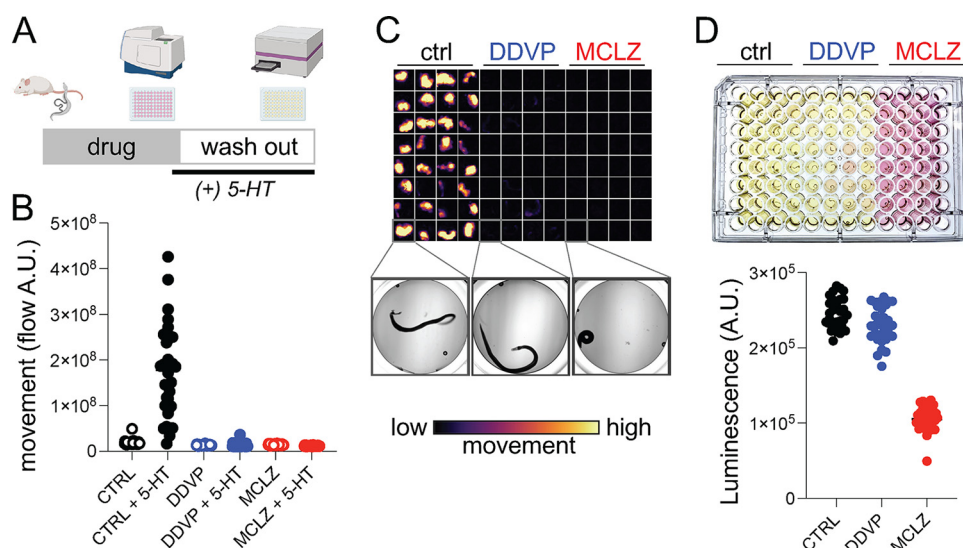 A
drug
wash out
(+) 5-HT
B
5×10⁸
4×10⁸
3×10⁸
2×10⁸
1×10⁸
0
movement (flow A.U.)
CTRL
CTRL + 5-HT
DDVP
DDVP + 5-HT
MCLZ
MCLZ + 5-HT
C
ctrl DDVP MCLZ
low high
movement
D
ctrl DDVP MCLZ
3×10⁵
2×10⁵
1×10⁵
0
Luminescence (A.U.)
CTRL
DDVP
MCLZ